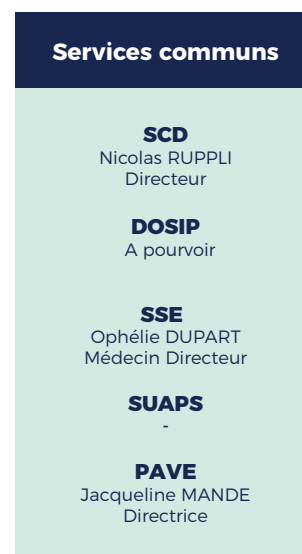 Services communs
SCD
Nicolas RUPPLI
Directeur
DOSIP
A pourvoir
SSE
Ophélie DUPART
Médecin Directeur
SUAPS
-
PAVE
Jacqueline MANDE
Directrice